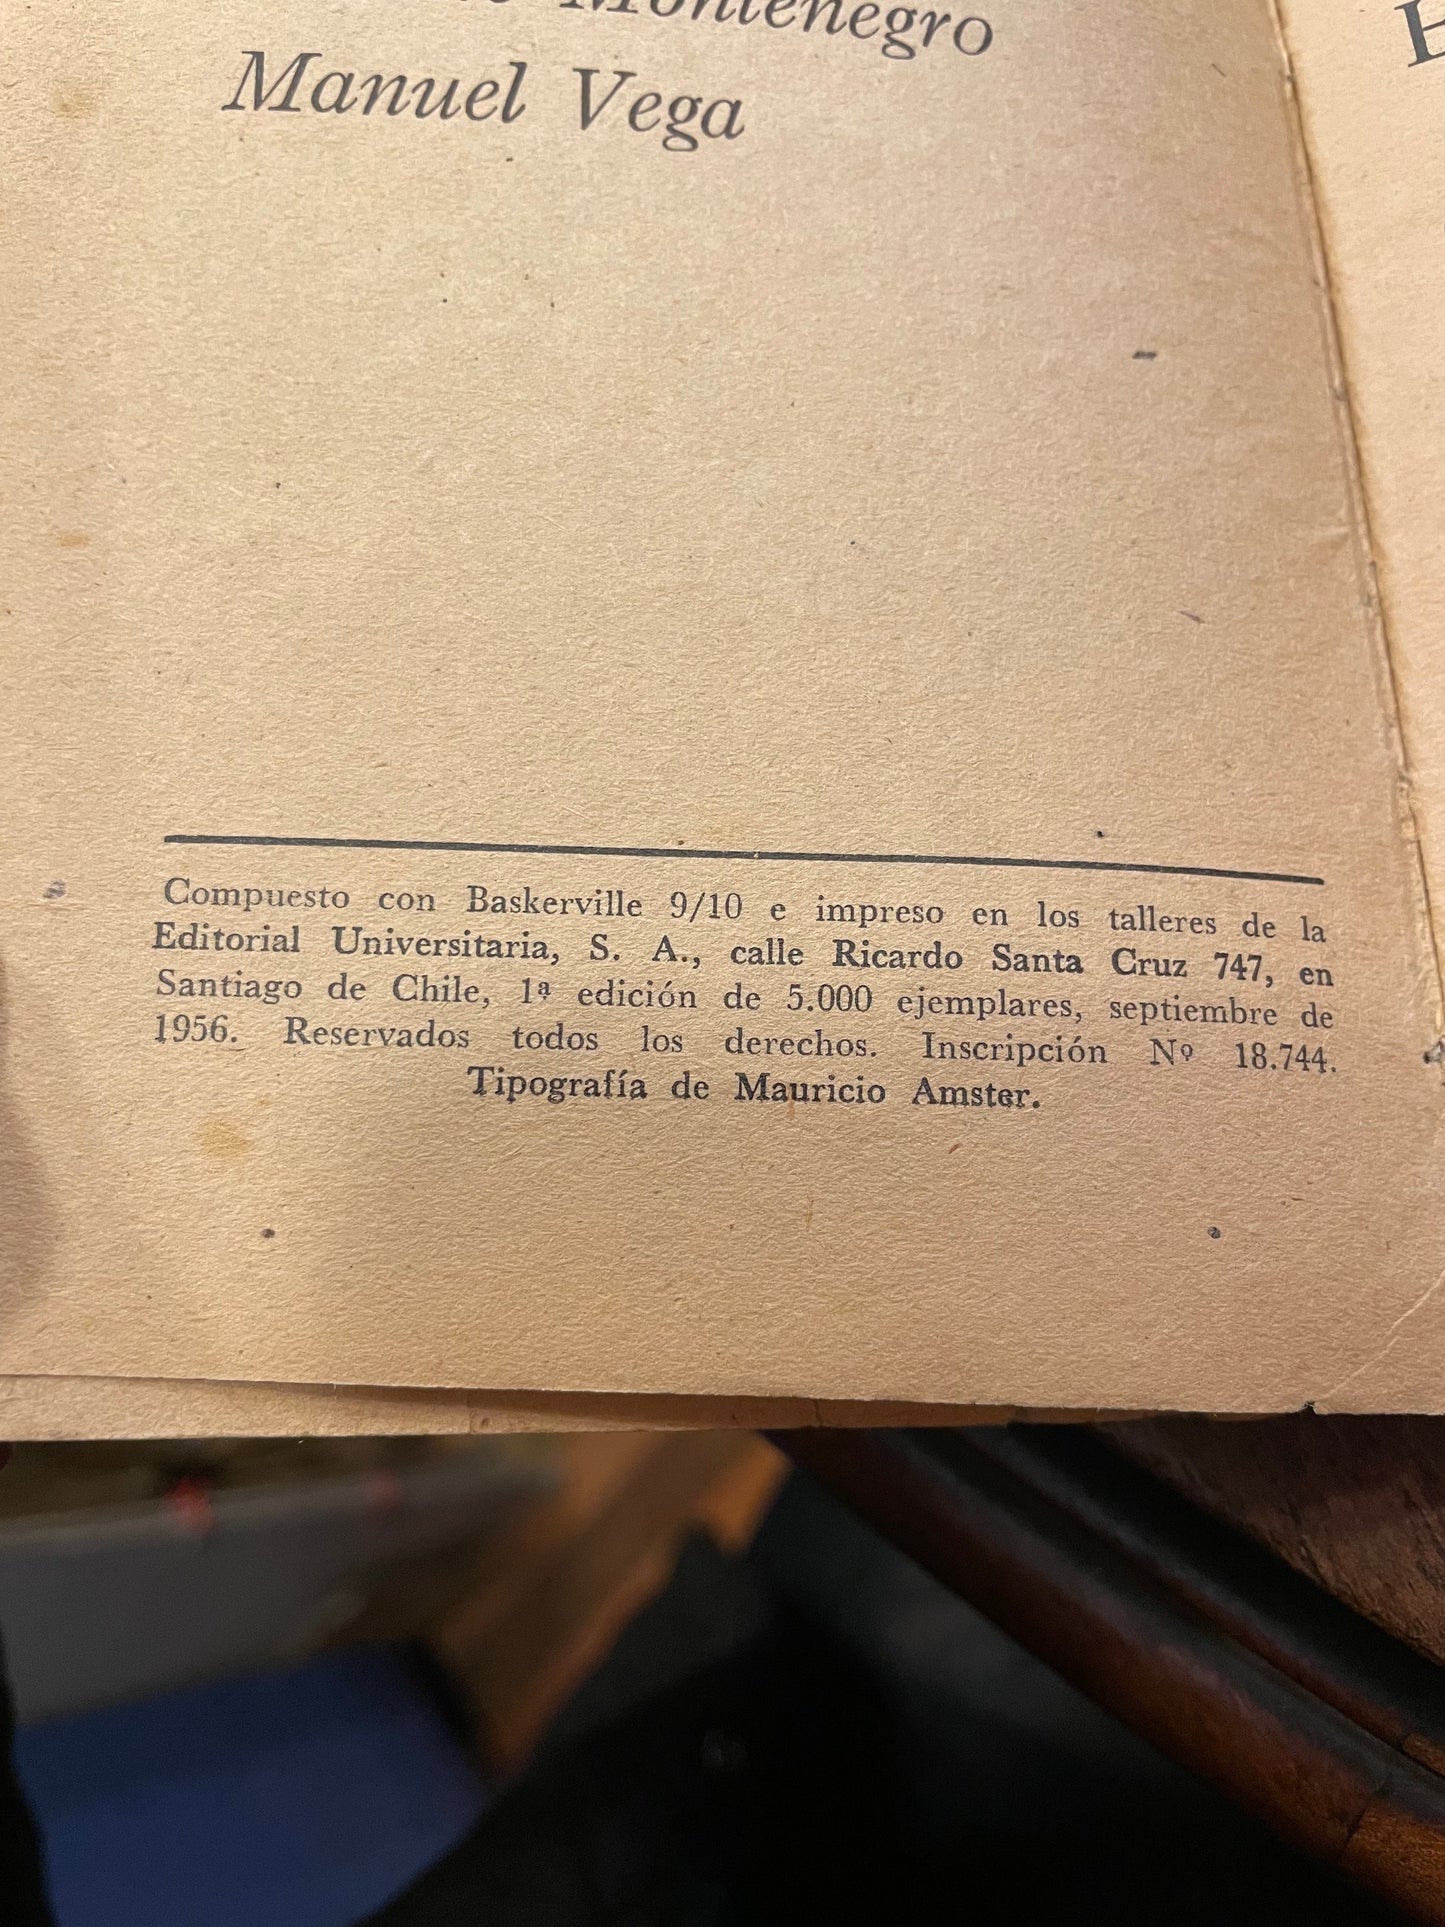 Montenegro
Manuel Vega
Compuesto con Baskerville 9/10 e impreso en los talleres de la
Editorial Universitaria, S. A., calle Ricardo Santa Cruz 747, en
Santiago de Chile, 1ª edición de 5.000 ejemplares, septiembre de
1956. Reservados todos los derechos. Inscripción Nº 18.744.
Tipografía de Mauricio Amster.